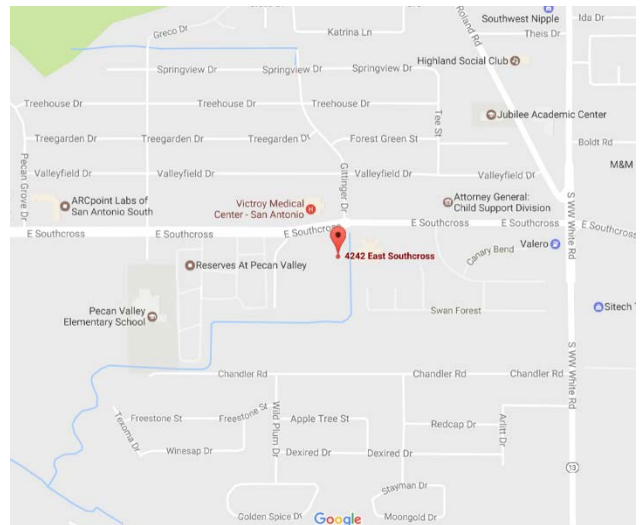 Greco Dr
Katrina Ln
Roland Rd
Southwest Nipple
Ida Dr
Theis Dr
Springview Dr
Springview Dr
Springview Dr
Highland Social Club
Treehouse Dr
Treehouse Dr
Treehouse Dr
Tee St
Jubilee Academic Center
Treegarden Dr
Treegarden Dr
Treegarden Dr
Forest Green St
Boldt Rd
Pecan Grove Dr
Valleyfield Dr
Valleyfield Dr
Gittinger Dr
Valleyfield Dr
Valleyfield Dr
M&M
ARCpoint Labs of
San Antonio South
Victroy Medical
Center - San Antonio
Attorney General:
Child Support Division
S WW White Rd
E Southcross
E Southcross
E Southcross
E Southcross
E Southcross
4242 East Southcross
Canary Bend
Valero
Reserves At Pecan Valley
Pecan Valley
Elementary School
Swan Forest
Sitech
S WW White Rd
Chandler Rd
Chandler Rd
Chandler Rd
Texoma Dr
Freestone St
Freestone St
Wild Plum Dr
Apple Tree St
Redcap Dr
Arlitt Dr
Winesap Dr
Dexired Dr
Dexired Dr
13
Stayman Dr
Golden Spice Dr
Google
Moongold Dr